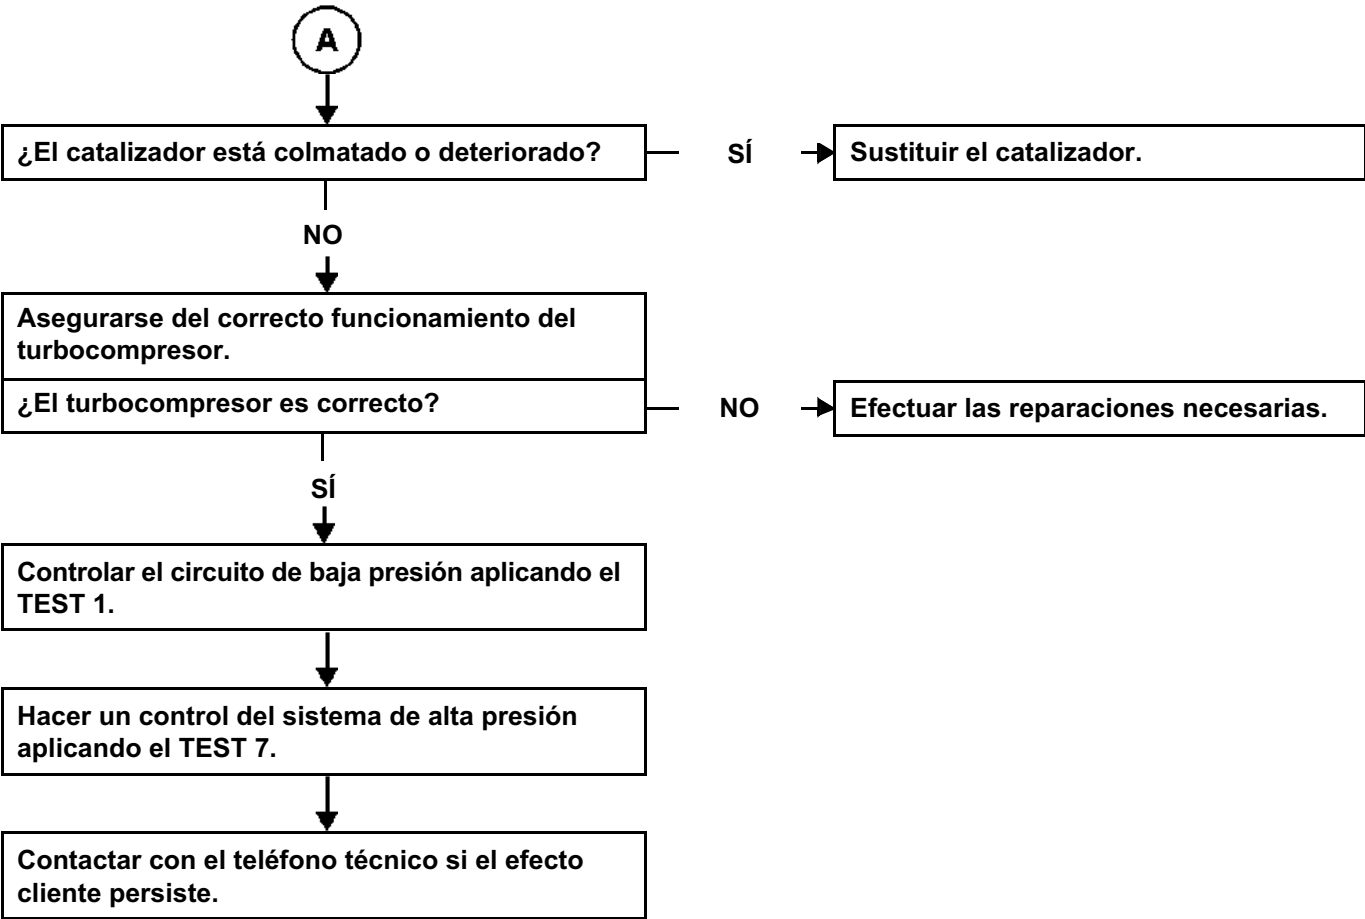 A
¿El catalizador está colmatado o deteriorado?
SÍ
Sustituir el catalizador.
NO
Asegurarse del correcto funcionamiento del
turbocompresor.
¿El turbocompresor es correcto?
NO
Efectuar las reparaciones necesarias.
SÍ
Controlar el circuito de baja presión aplicando el
TEST 1.
Hacer un control del sistema de alta presión
aplicando el TEST 7.
Contactar con el teléfono técnico si el efecto
cliente persiste.